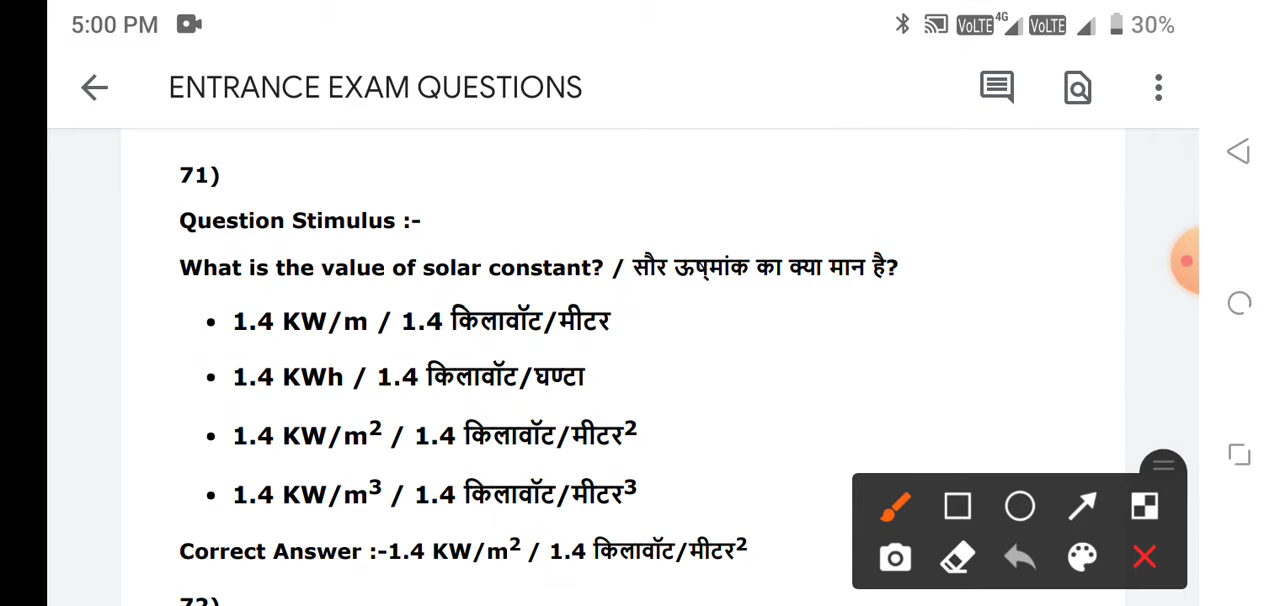 5:00 PM VoLTE 4G VoLTE 30%
ENTRANCE EXAM QUESTIONS
71)
Question Stimulus :-
What is the value of solar constant? / सौर ऊष्‌मांक का क्या मान है?
• 1.4 KW/m / 1.4 किलावॉट/मीटर
• 1.4 KWh / 1.4 किलावॉट/घण्टा
• 1.4 KW/m² / 1.4 किलावॉट/मीटर²
• 1.4 KW/m³ / 1.4 किलावॉट/मीटर³
Correct Answer :-1.4 KW/m² / 1.4 किलावॉट/मीटर²
72)